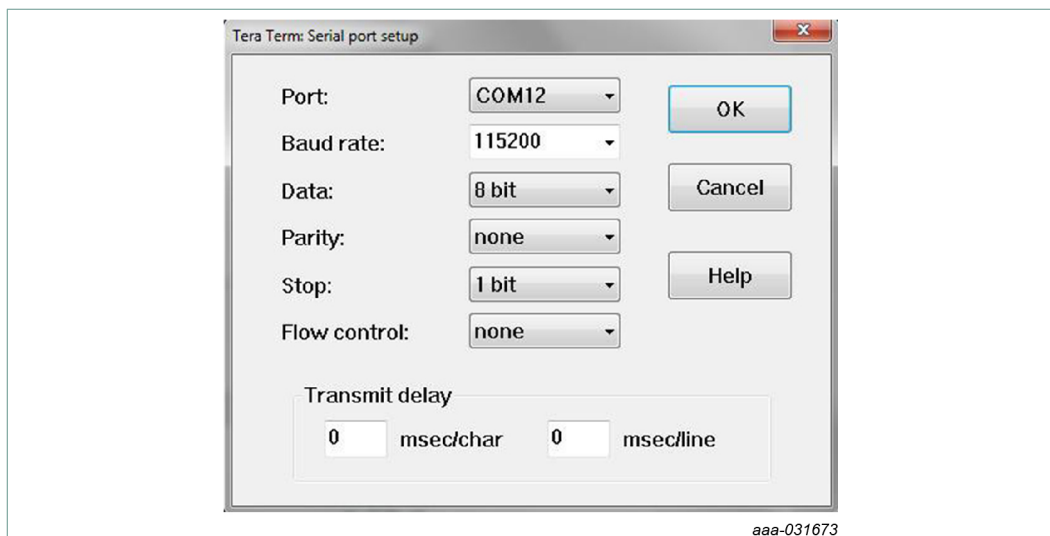 Tera Term: Serial port setup
x
Port: COM12 OK
Baud rate: 115200
Data: 8 bit Cancel
Parity: none
Stop: 1 bit Help
Flow control: none
Transmit delay
0 msec/char 0 msec/line
aaa-031673